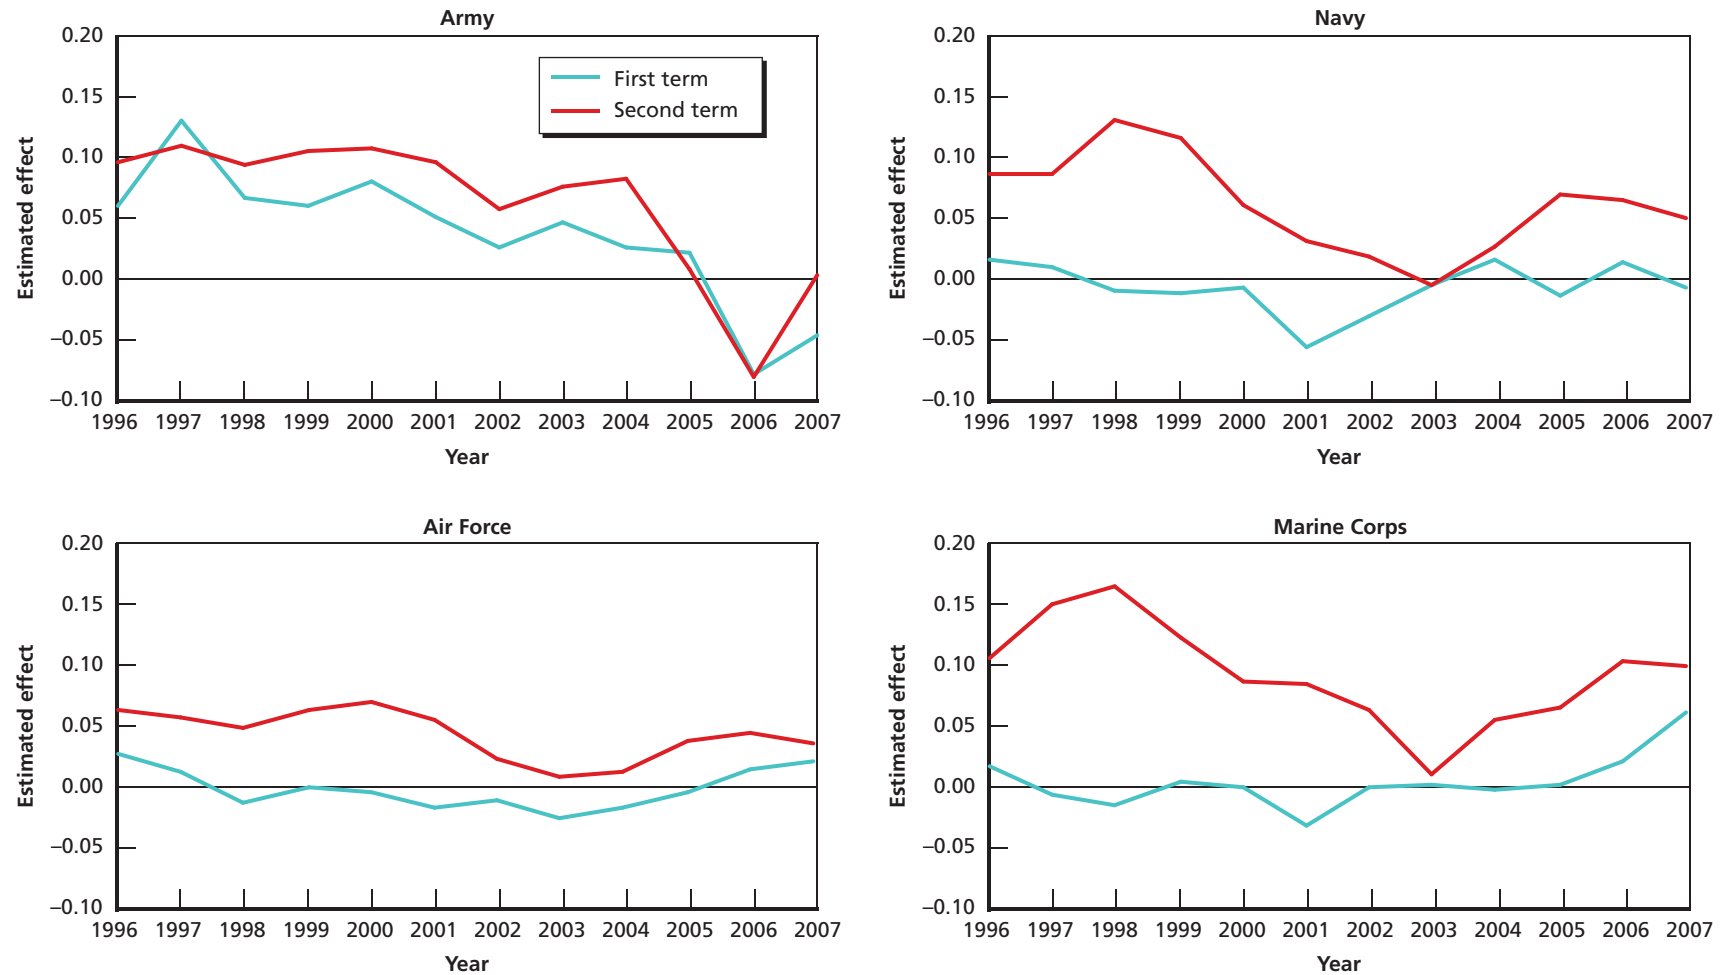 Army
Estimated effect
0.20
0.15
0.10
0.05
0.00
–0.05
–0.10
First term
Second term
1996 1997 1998 1999 2000 2001 2002 2003 2004 2005 2006 2007
Year
Navy
Estimated effect
0.20
0.15
0.10
0.05
0.00
–0.05
–0.10
1996 1997 1998 1999 2000 2001 2002 2003 2004 2005 2006 2007
Year
Air Force
Estimated effect
0.20
0.15
0.10
0.05
0.00
–0.05
–0.10
1996 1997 1998 1999 2000 2001 2002 2003 2004 2005 2006 2007
Year
Marine Corps
Estimated effect
0.20
0.15
0.10
0.05
0.00
–0.05
–0.10
1996 1997 1998 1999 2000 2001 2002 2003 2004 2005 2006 2007
Year